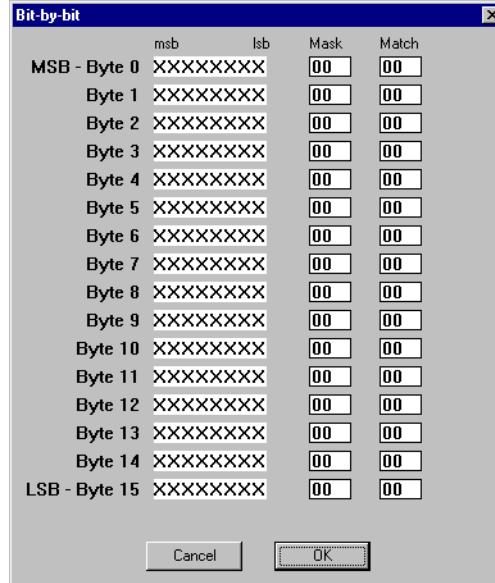 Bit-by-bit
msb lsb Mask Match
MSB - Byte 0 XXXXXXXX 00 00
Byte 1 XXXXXXXX 00 00
Byte 2 XXXXXXXX 00 00
Byte 3 XXXXXXXX 00 00
Byte 4 XXXXXXXX 00 00
Byte 5 XXXXXXXX 00 00
Byte 6 XXXXXXXX 00 00
Byte 7 XXXXXXXX 00 00
Byte 8 XXXXXXXX 00 00
Byte 9 XXXXXXXX 00 00
Byte 10 XXXXXXXX 00 00
Byte 11 XXXXXXXX 00 00
Byte 12 XXXXXXXX 00 00
Byte 13 XXXXXXXX 00 00
Byte 14 XXXXXXXX 00 00
LSB - Byte 15 XXXXXXXX 00 00
Cancel OK